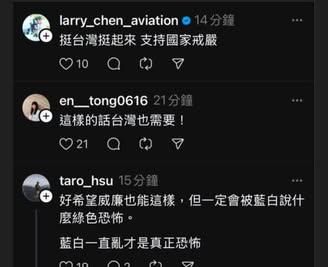 larry_chen_aviation 14分鐘
挺台灣挺起來 支持國家戒嚴
10
en__tong0616 21分鐘
這樣的話台灣也需要！
21
taro_hsu 15分鐘
好希望威廉也能這樣，但一定會被藍白說什
麼綠色恐怖。
藍白一直亂才是真正恐怖
19 2